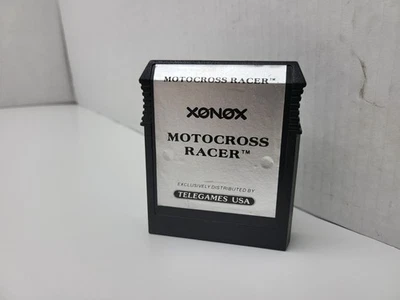 MOTOCROSS RACER™
XONOX
MOTOCROSS
RACER™
EXCLUSIVELY DISTRIBUTED BY
TELEGAMES USA